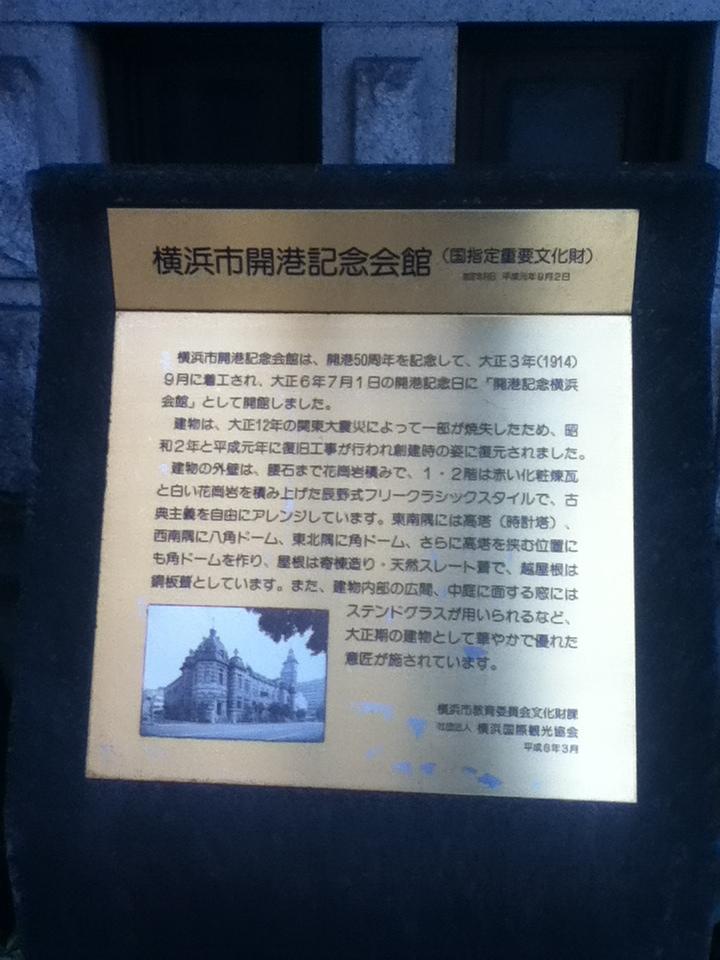 横浜市開港記念会館（国指定重要文化財）
指定年月日 平成元年9月2日
横浜市開港記念会館は、開港50周年を記念して、大正３年(1914)
９月に着工され、大正６年７月１日の開港記念日に「開港記念横浜
会館」として開館しました。
建物は、大正12年の関東大震災によって一部が焼失したため、昭
和２年と平成元年に復旧工事が行われ創建時の姿に復元されました。
建物の外壁は、腰石まで花崗岩積みで、１・２階は赤い化粧煉瓦
と白い花崗岩を積み上げた辰野式フリークラシックスタイルで、古
典主義を自由にアレンジしています。東南隅には高塔（時計塔）、
西南隅に八角ドーム、東北隅に角ドーム、さらに高塔を挟む位置に
も角ドームを作り、屋根は寄棟造り・天然スレート葺で、越屋根は
銅板葺としています。また、建物内部の広間、中庭に面する窓には
ステンドグラスが用いられるなど、
大正期の建物として華やかで優れた
意匠が施されています。
横浜市教育委員会文化財課
社団法人 横浜国際観光協会
平成８年３月